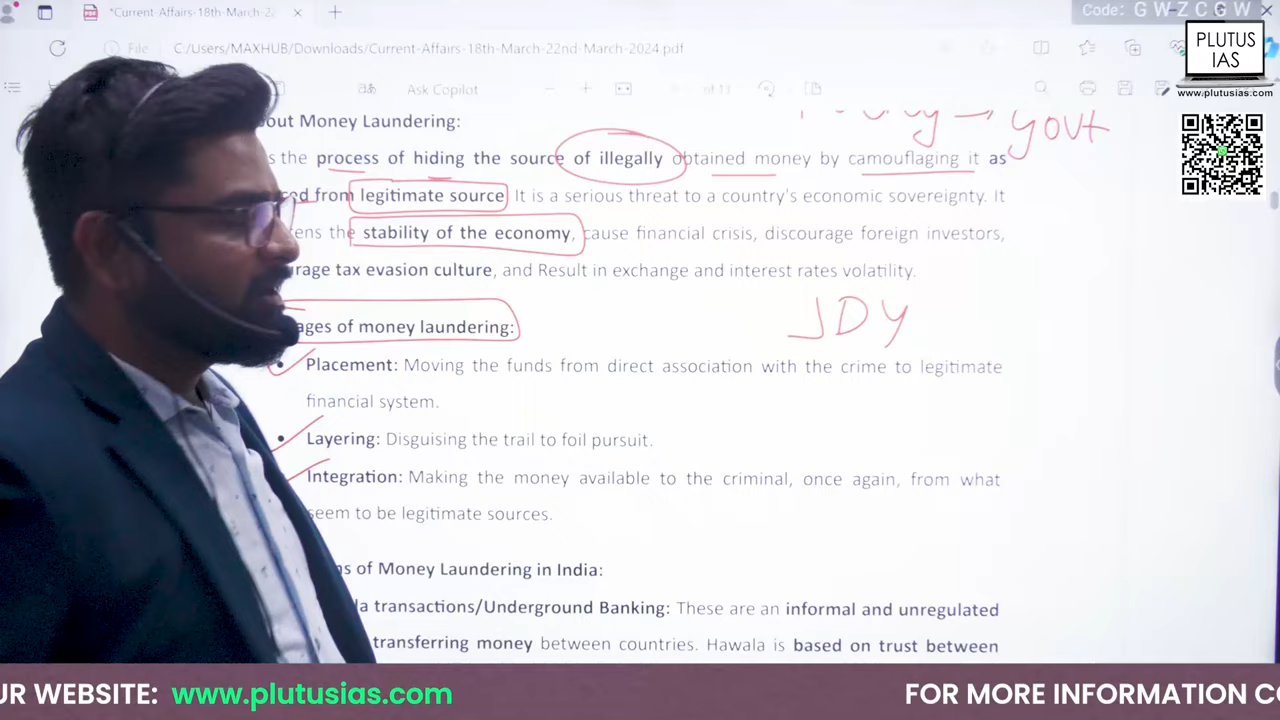 *Current-Affairs-18th-March-22
Code: G W Z C G W
File C:/Users/MAXHUB/Downloads/Current-Affairs-18th-March-22nd-March-2024.pdf
PLUTUS
IAS
www.plutusias.com
Ask Copilot of 13
govt
bout Money Laundering:
s the process of hiding the source of illegally obtained money by camouflaging it as
ed from legitimate source It is a serious threat to a country's economic sovereignty. It
ens the stability of the economy, cause financial crisis, discourage foreign investors,
rage tax evasion culture, and Result in exchange and interest rates volatility.
JDY
ages of money laundering:
• Placement: Moving the funds from direct association with the crime to legitimate
financial system.
• Layering: Disguising the trail to foil pursuit.
Integration: Making the money available to the criminal, once again, from what
seem to be legitimate sources.
ns of Money Laundering in India:
la transactions/Underground Banking: These are an informal and unregulated
transferring money between countries. Hawala is based on trust between
UR WEBSITE: www.plutusias.com FOR MORE INFORMATION CO